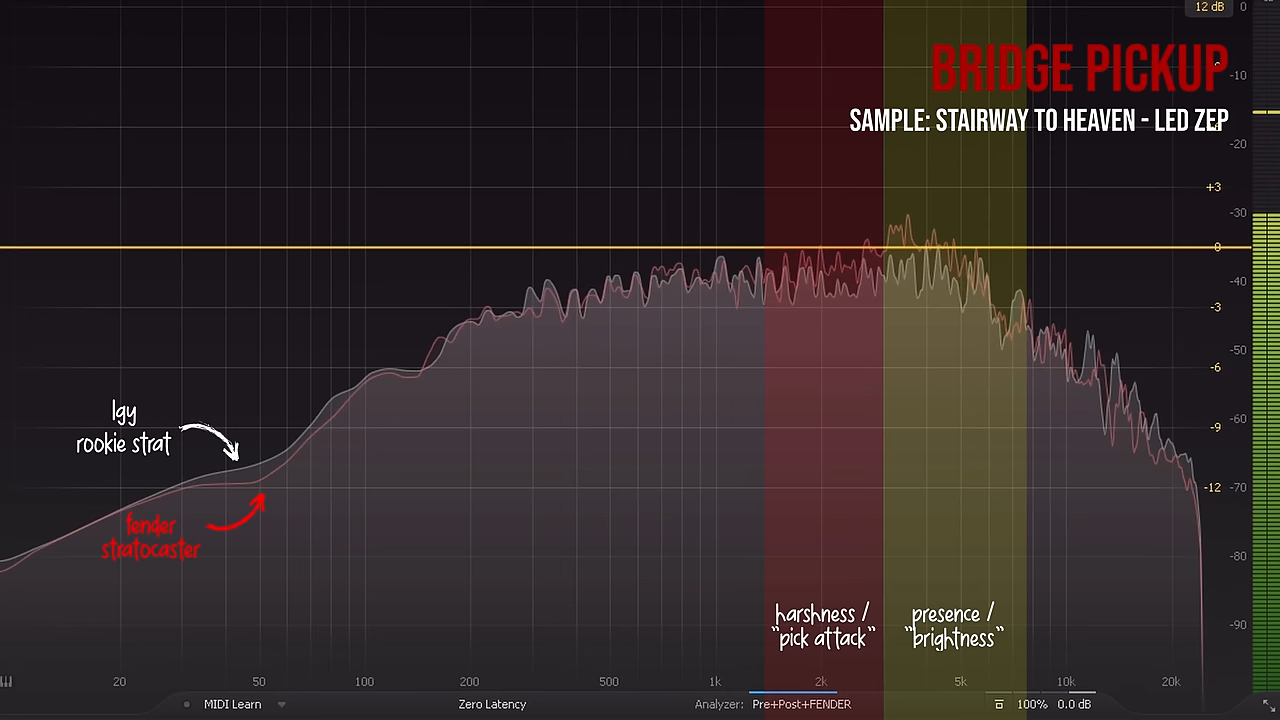 12 dB
0
BRIDGE PICKUP
-10
SAMPLE: STAIRWAY TO HEAVEN - LED ZEP
-20
+3
-30
0
-40
-3
-50
-6
lgy
rookie strat
-60
-9
-12
-70
fender
stratocaster
-80
harshness /
"pick attack"
presence /
"brightness"
-90
20 50 100 200 500 1k 2k 5k 10k 20k
MIDI Learn Zero Latency Analyzer: Pre+Post+FENDER 100% 0.0 dB